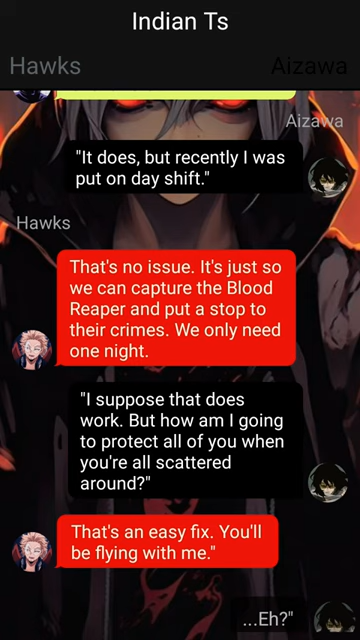 Indian Ts
Hawks
Aizawa
Aizawa
"It does, but recently I was
put on day shift."
Hawks
That's no issue. It's just so
we can capture the Blood
Reaper and put a stop to
their crimes. We only need
one night.
"I suppose that does
work. But how am I going
to protect all of you when
you're all scattered
around?"
That's an easy fix. You'll
be flying with me."
...Eh?"